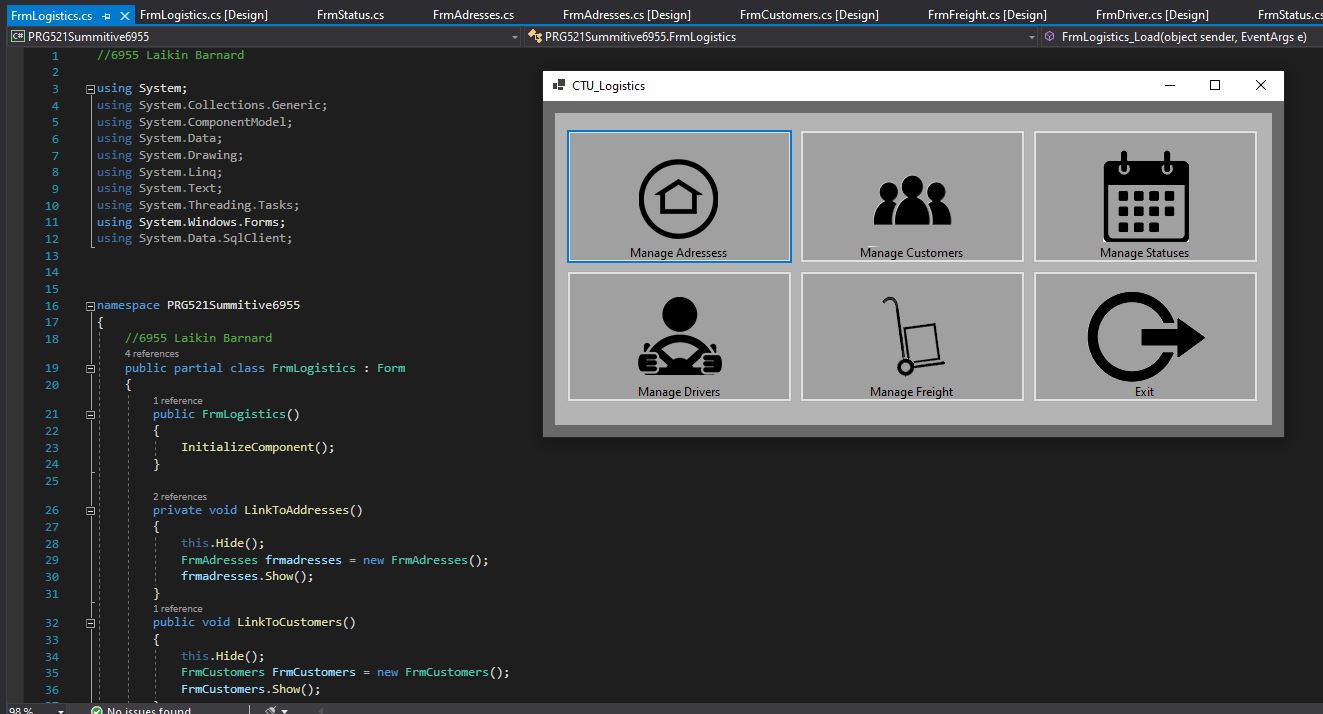 FrmLogistics.cs FrmLogistics.cs [Design] FrmStatus.cs FrmAdresses.cs FrmAdresses.cs [Design] FrmCustomers.cs [Design] FrmFreight.cs [Design] FrmDriver.cs [Design] FrmStatus.cs
C# PRG521Summitive6955 PRG521Summitive6955.FrmLogistics FrmLogistics_Load(object sender, EventArgs e)
1 //6955 Laikin Barnard
2
3 using System;
4 using System.Collections.Generic;
5 using System.ComponentModel;
6 using System.Data;
7 using System.Drawing;
8 using System.Linq;
9 using System.Text;
10 using System.Threading.Tasks;
11 using System.Windows.Forms;
12 using System.Data.SqlClient;
13
14
15
16 namespace PRG521Summitive6955
17 {
18 //6955 Laikin Barnard
4 references
19 public partial class FrmLogistics : Form
20 {
1 reference
21 public FrmLogistics()
22 {
23 InitializeComponent();
24 }
25
2 references
26 private void LinkToAddresses()
27 {
28 this.Hide();
29 FrmAdresses frmadresses = new FrmAdresses();
30 frmadresses.Show();
31 }
1 reference
32 public void LinkToCustomers()
33 {
34 this.Hide();
35 FrmCustomers FrmCustomers = new FrmCustomers();
36 FrmCustomers.Show();
98 % No issues found
CTU_Logistics
Manage Adressess Manage Customers Manage Statuses
Manage Drivers Manage Freight Exit